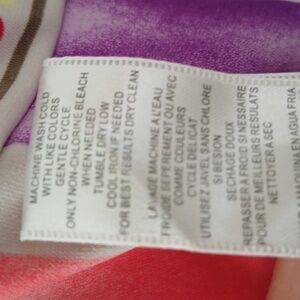 MACHINE WASH COLD
WITH LIKE COLORS
GENTLE CYCLE
ONLY NON-CHLORINE BLEACH
WHEN NEEDED
TUMBLE DRY LOW
COOL IRON IF NEEDED
FOR BEST RESULTS DRY CLEAN
LAVAGE MACHINE A L'EAU
FROIDE SEPEREMENT OU AVEC
COMME COULEURS
CYCLE DELICAT
UTILISEZ JAVEL SANS CHLORE
SI BESION
SECHAGE DOUX
REPASSER A FROID SI NESSAIRE
POUR DE MEILLEURS RESULATS
NETTOYER A SEC